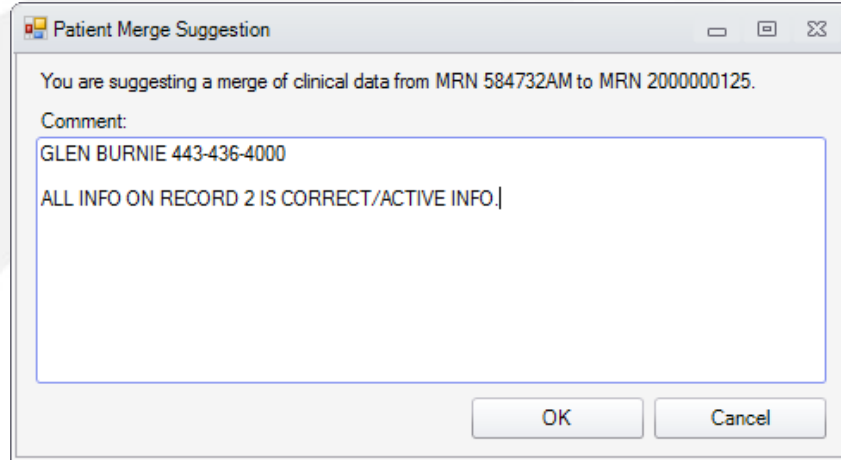 Patient Merge Suggestion
You are suggesting a merge of clinical data from MRN 584732AM to MRN 2000000125.
Comment:
GLEN BURNIE 443-436-4000
ALL INFO ON RECORD 2 IS CORRECT/ACTIVE INFO.
OK Cancel